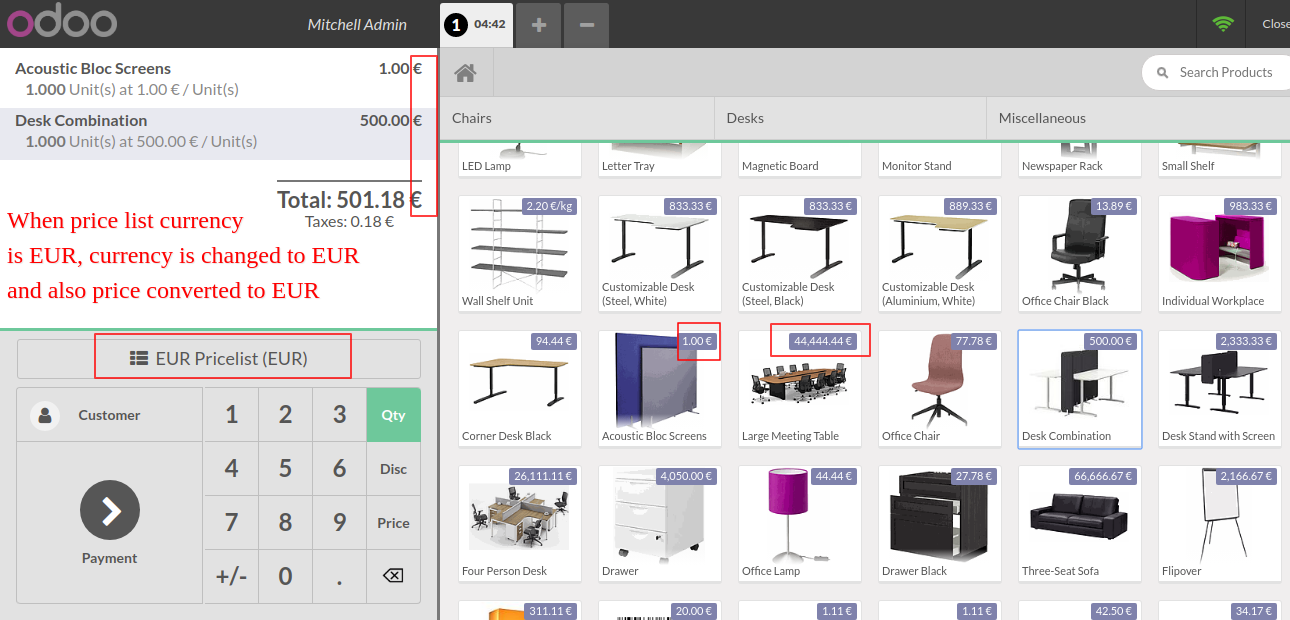 odoo
Mitchell Admin
1 04:42
Close
Acoustic Bloc Screens 1.00 €
1.000 Unit(s) at 1.00 € / Unit(s)
Desk Combination 500.00 €
1.000 Unit(s) at 500.00 € / Unit(s)
Total: 501.18 €
Taxes: 0.18 €
When price list currency
is EUR, currency is changed to EUR
and also price converted to EUR
EUR Pricelist (EUR)
Customer
1 2 3 Qty
4 5 6 Disc
7 8 9 Price
+/- 0 .
Payment
Search Products
Chairs Desks Miscellaneous
LED Lamp Letter Tray Magnetic Board Monitor Stand Newspaper Rack Small Shelf
2.20 €/kg 833.33 € 833.33 € 889.33 € 13.89 € 983.33 €
Wall Shelf Unit
Customizable Desk
(Steel, White)
Customizable Desk
(Steel, Black)
Customizable Desk
(Aluminium, White)
Office Chair Black
Individual Workplace
94.44 € 1.00 € 44,444.44 € 77.78 € 500.00 € 2,333.33 €
Corner Desk Black Acoustic Bloc Screens Large Meeting Table Office Chair Desk Combination Desk Stand with Screen
26,111.11 € 4,050.00 € 44.44 € 27.78 € 66,666.67 € 2,166.67 €
Four Person Desk Drawer Office Lamp Drawer Black Three-Seat Sofa Flipover
311.11 € 20.00 € 1.11 € 1.11 € 42.50 € 34.17 €